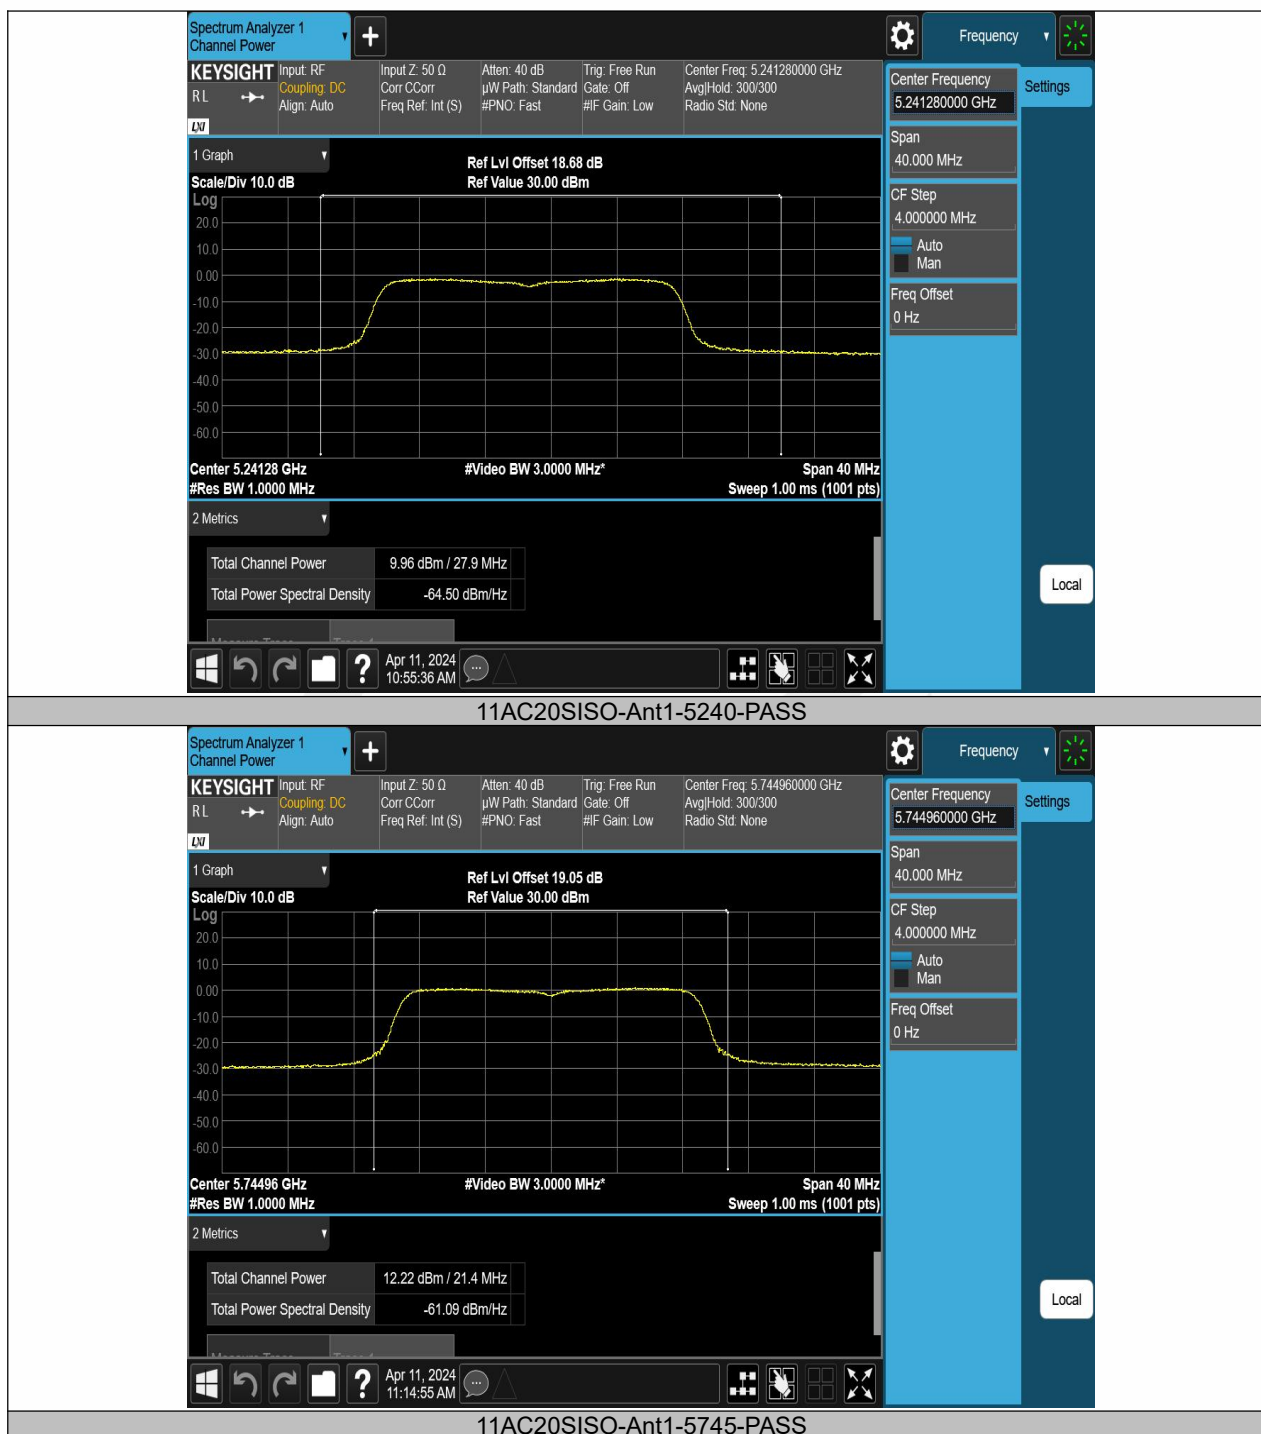 Spectrum Analyzer 1
Channel Power
+
Frequency
KEYSIGHT
R L
LXI
Input: RF
Coupling: DC
Align: Auto
Input Z: 50 Ω
Corr CCorr
Freq Ref: Int (S)
Atten: 40 dB
µW Path: Standard
#PNO: Fast
Trig: Free Run
Gate: Off
#IF Gain: Low
Center Freq: 5.241280000 GHz
Avg|Hold: 300/300
Radio Std: None
Center Frequency
5.241280000 GHz
Settings
Span
40.000 MHz
CF Step
4.000000 MHz
Auto
Man
Freq Offset
0 Hz
Local
1 Graph
Ref Lvl Offset 18.68 dB
Scale/Div 10.0 dB
Ref Value 30.00 dBm
Log
20.0
10.0
0.00
-10.0
-20.0
-30.0
-40.0
-50.0
-60.0
Center 5.24128 GHz
#Video BW 3.0000 MHz*
Span 40 MHz
#Res BW 1.0000 MHz
Sweep 1.00 ms (1001 pts)
2 Metrics
Total Channel Power 9.96 dBm / 27.9 MHz
Total Power Spectral Density -64.50 dBm/Hz
?
Apr 11, 2024
10:55:36 AM
11AC20SISO-Ant1-5240-PASS
Spectrum Analyzer 1
Channel Power
+
Frequency
KEYSIGHT
R L
LXI
Input: RF
Coupling: DC
Align: Auto
Input Z: 50 Ω
Corr CCorr
Freq Ref: Int (S)
Atten: 40 dB
µW Path: Standard
#PNO: Fast
Trig: Free Run
Gate: Off
#IF Gain: Low
Center Freq: 5.744960000 GHz
Avg|Hold: 300/300
Radio Std: None
Center Frequency
5.744960000 GHz
Settings
Span
40.000 MHz
CF Step
4.000000 MHz
Auto
Man
Freq Offset
0 Hz
Local
1 Graph
Ref Lvl Offset 19.05 dB
Scale/Div 10.0 dB
Ref Value 30.00 dBm
Log
20.0
10.0
0.00
-10.0
-20.0
-30.0
-40.0
-50.0
-60.0
Center 5.74496 GHz
#Video BW 3.0000 MHz*
Span 40 MHz
#Res BW 1.0000 MHz
Sweep 1.00 ms (1001 pts)
2 Metrics
Total Channel Power 12.22 dBm / 21.4 MHz
Total Power Spectral Density -61.09 dBm/Hz
?
Apr 11, 2024
11:14:55 AM
11AC20SISO-Ant1-5745-PASS